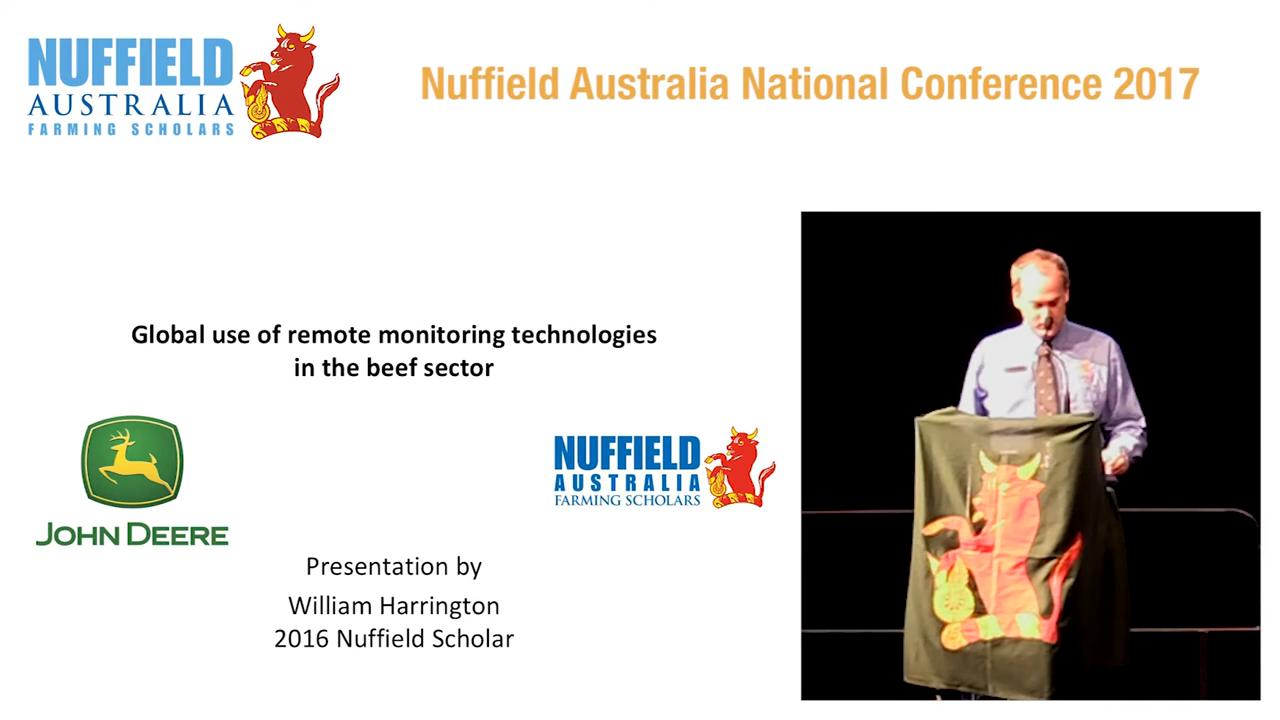 NUFFIELD
AUSTRALIA
FARMING SCHOLARS
Nuffield Australia National Conference 2017
Global use of remote monitoring technologies
in the beef sector
JOHN DEERE
NUFFIELD
AUSTRALIA
FARMING SCHOLARS
Presentation by
William Harrington
2016 Nuffield Scholar